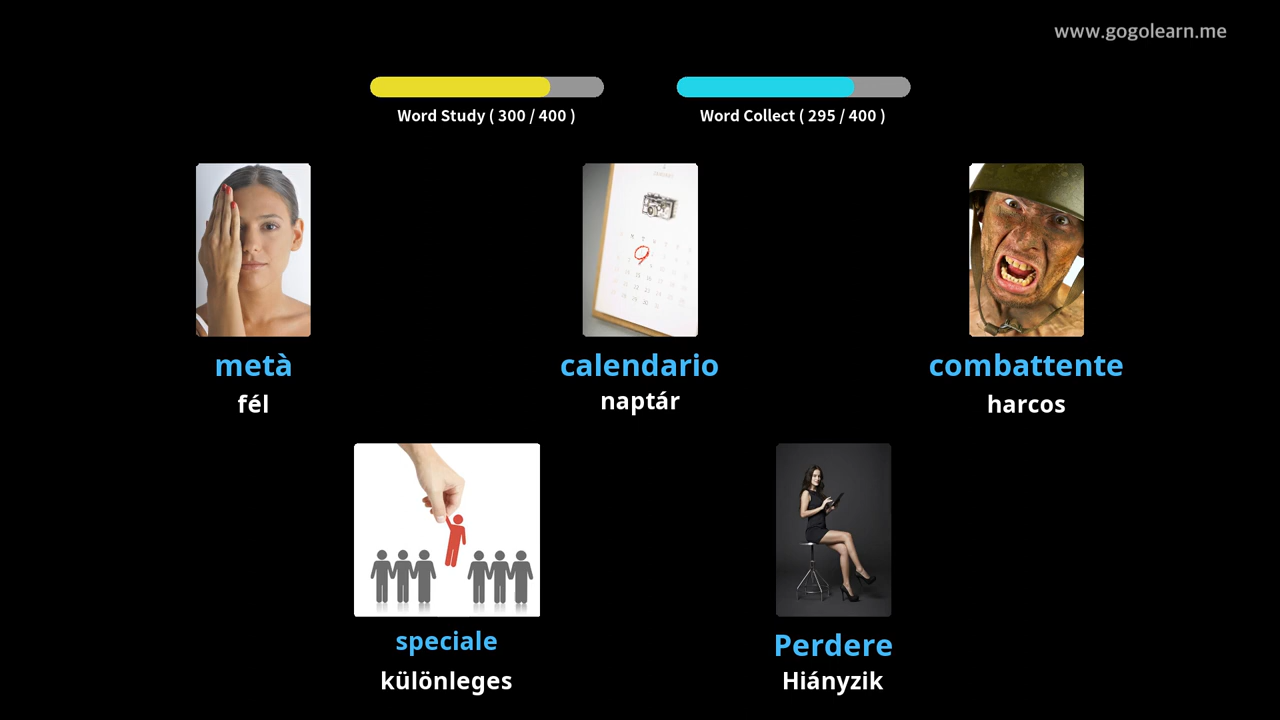 www.gogolearn.me
Word Study ( 300 / 400 )
Word Collect ( 295 / 400 )
metà
calendario
combattente
fél
naptár
harcos
speciale
Perdere
különleges
Hiányzik